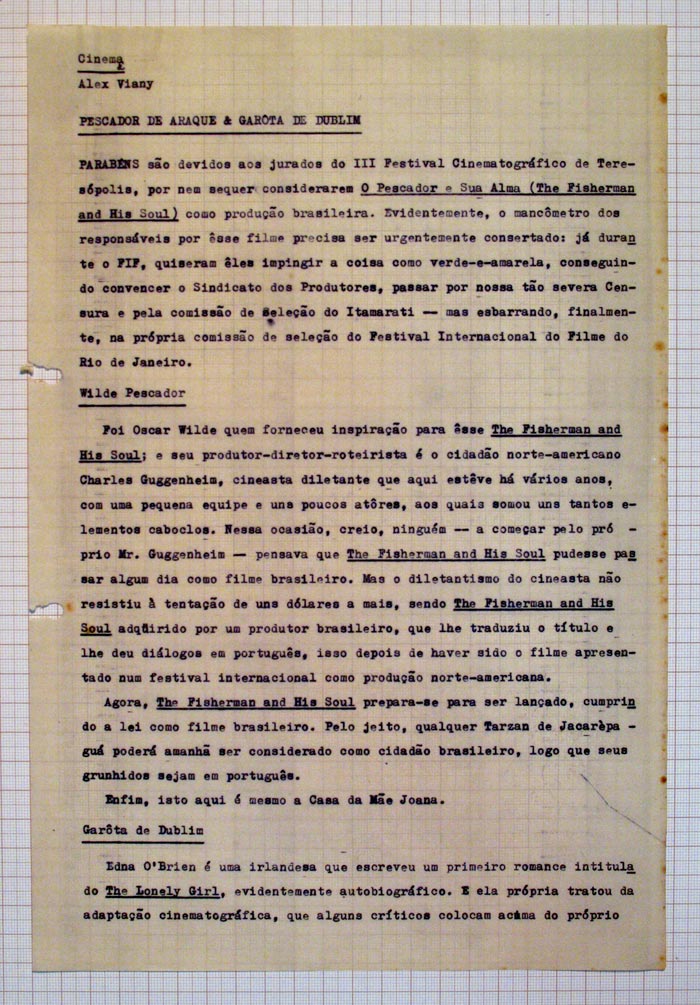 Cinema
Alex Viany
PESCADOR DE ARAQUE & GARÔTA DE DUBLIM
PARABÉNS são devidos aos jurados do III Festival Cinematográfico de Tere-
sópolis, por nem sequer considerarem O Pescador e Sua Alma (The Fisherman
and His Soul) como produção brasileira. Evidentemente, o mancômetro dos
responsáveis por êsse filme precisa ser urgentemente consertado: já duran
te o FIF, quiseram êles impingir a coisa como verde-e-amarela, conseguin-
do convencer o Sindicato dos Produtores, passar por nossa tão severa Cen-
sura e pela comissão de seleção do Itamarati — mas esbarrando, finalmen-
te, na própria comissão de seleção do Festival Internacional do Filme do
Rio de Janeiro.
Wilde Pescador
Foi Oscar Wilde quem forneceu inspiração para êsse The Fisherman and
His Soul; e seu produtor-diretor-roteirista é o cidadão norte-americano
Charles Guggenheim, cineasta diletante que aqui estêve há vários anos,
com uma pequena equipe e uns poucos atôres, aos quais somou uns tantos e-
lementos caboclos. Nessa ocasião, creio, ninguém — a começar pelo pró -
prio Mr. Guggenheim — pensava que The Fisherman and His Soul pudesse pas
sar algum dia como filme brasileiro. Mas o diletantismo do cineasta não
resistiu à tentação de uns dólares a mais, sendo The Fisherman and His
Soul adqüirido por um produtor brasileiro, que lhe traduziu o título e
lhe deu diálogos em português, isso depois de haver sido o filme apresen-
tado num festival internacional como produção norte-americana.
Agora, The Fisherman and His Soul prepara-se para ser lançado, cumprin
do a lei como filme brasileiro. Pelo jeito, qualquer Tarzan de Jacarèpa -
guá poderá amanhã ser considerado como cidadão brasileiro, logo que seus
grunhidos sejam em português.
Enfim, isto aqui é mesmo a Casa da Mãe Joana.
Garôta de Dublim
Edna O'Brien é uma irlandesa que escreveu um primeiro romance intitula
do The Lonely Girl, evidentemente autobiográfico. E ela própria tratou da
adaptação cinematográfica, que alguns críticos colocam acima do próprio